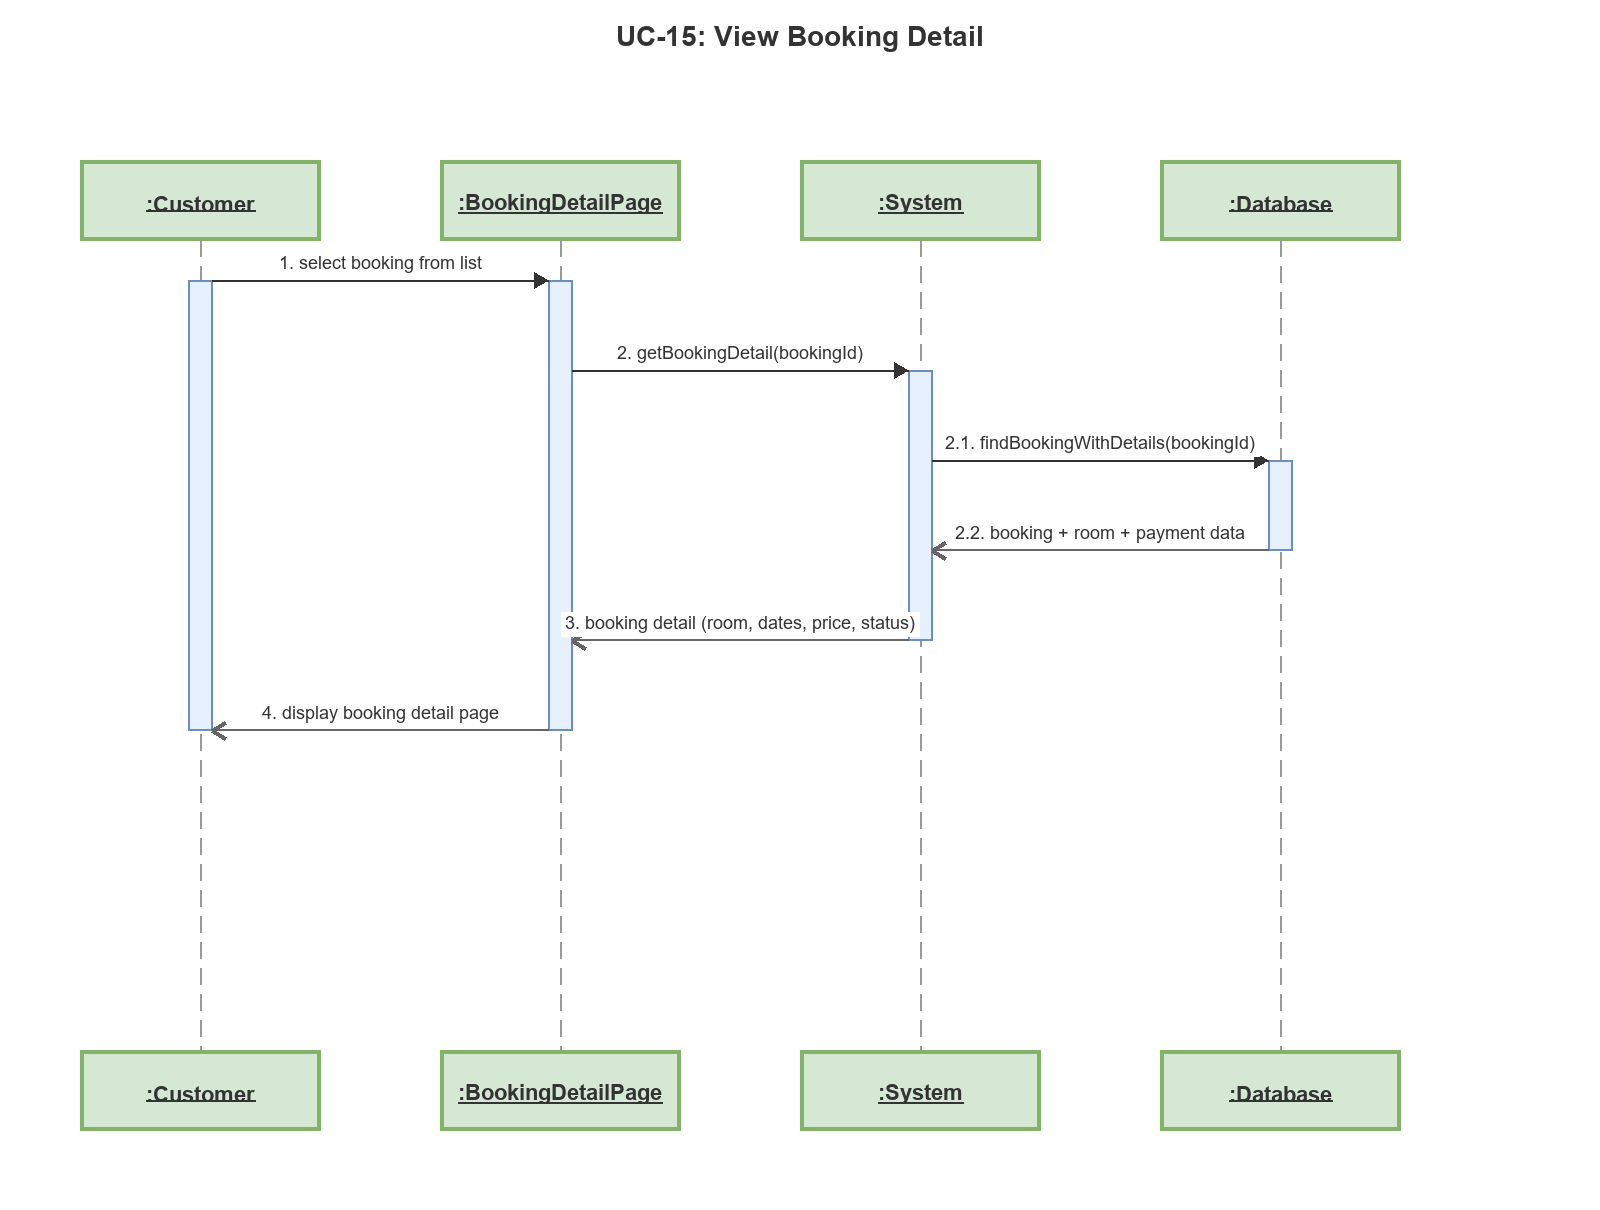 UC-15: View Booking Detail
:Customer
:BookingDetailPage
:System
:Database
1. select booking from list
2. getBookingDetail(bookingId)
2.1. findBookingWithDetails(bookingId)
2.2. booking + room + payment data
3. booking detail (room, dates, price, status)
4. display booking detail page
:Customer
:BookingDetailPage
:System
:Database